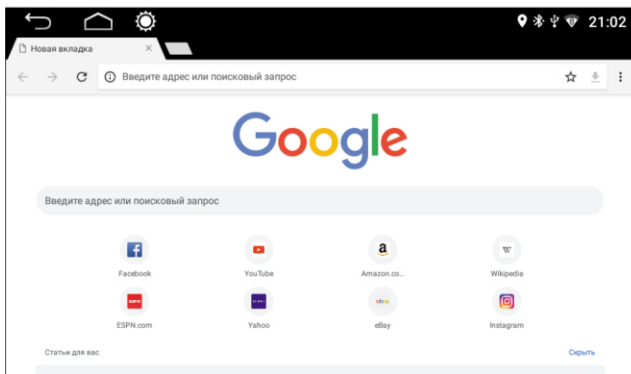 21:02
Новая вкладка
Введите адрес или поисковый запрос
Google
Введите адрес или поисковый запрос
Facebook YouTube Amazon.co... Wikipedia
ESPN.com Yahoo eBay Instagram
Статьи для вас Скрыть